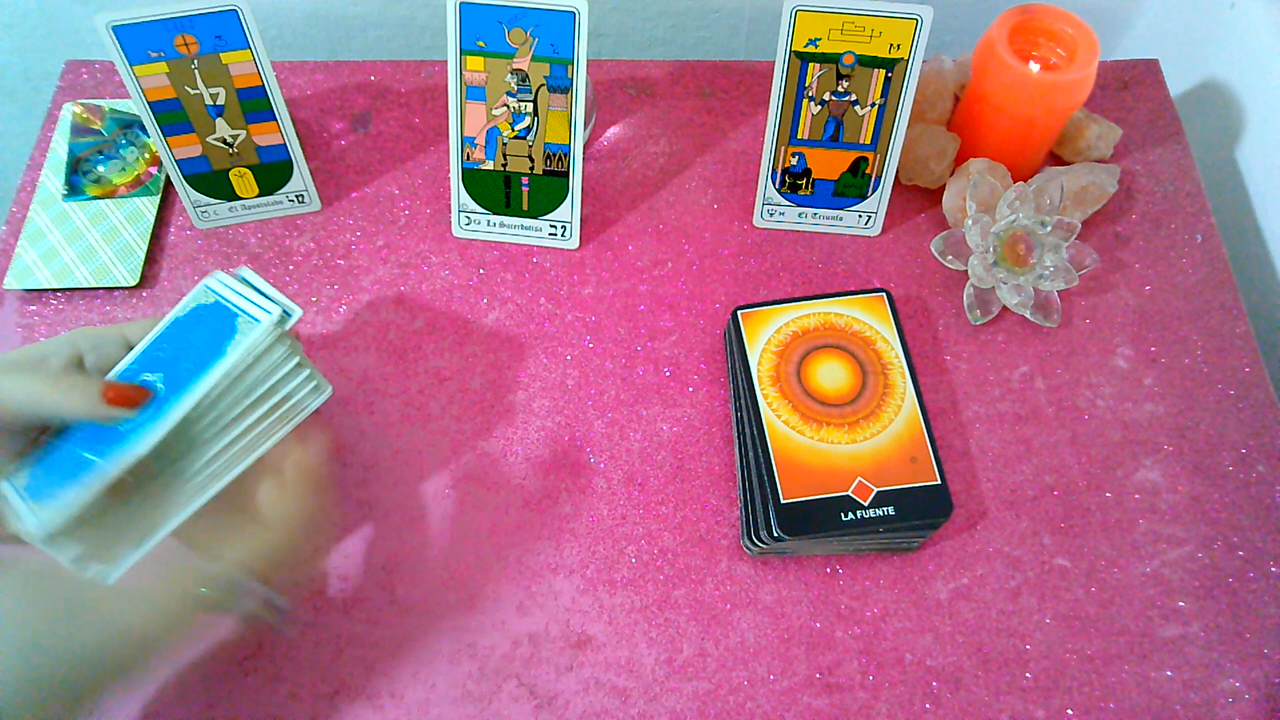 El Apostolado 12
La Sacerdotisa ב 2
El Triunfo 7
LA FUENTE